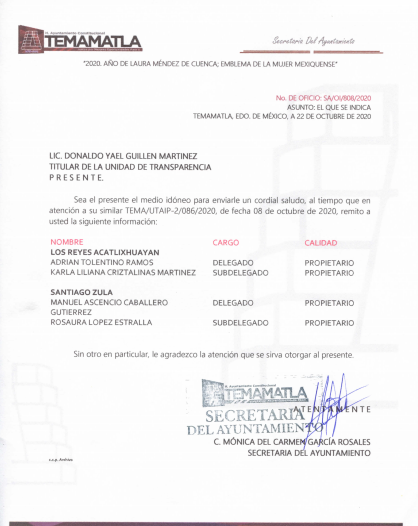 H. Ayuntamiento Constitucional
TEMAMATLA
Secretaría Del Ayuntamiento
"2020. AÑO DE LAURA MÉNDEZ DE CUENCA; EMBLEMA DE LA MUJER MEXIQUENSE"
No. DE OFICIO: SA/OI/808/2020
ASUNTO: EL QUE SE INDICA
TEMAMATLA, EDO. DE MÉXICO, A 22 DE OCTUBRE DE 2020
LIC. DONALDO YAEL GUILLEN MARTINEZ
TITULAR DE LA UNIDAD DE TRANSPARENCIA
P R E S E N T E.
Sea el presente el medio idóneo para enviarle un cordial saludo, al tiempo que en
atención a su similar TEMA/UTAIP-2/086/2020, de fecha 08 de octubre de 2020, remito a
usted la siguiente información:
NOMBRE CARGO CALIDAD
LOS REYES ACATLIXHUAYAN
ADRIAN TOLENTINO RAMOS DELEGADO PROPIETARIO
KARLA LILIANA CRIZTALINAS MARTINEZ SUBDELEGADO PROPIETARIO
SANTIAGO ZULA
MANUEL ASCENCIO CABALLERO DELEGADO PROPIETARIO
GUTIERREZ
ROSAURA LOPEZ ESTRALLA SUBDELEGADO PROPIETARIO
Sin otro en particular, le agradezco la atención que se sirva otorgar al presente.
H. Ayuntamiento Constitucional
TEMAMATLA
SECRETARIA
DEL AYUNTAMIENTO
ATENTAMENTE
C. MÓNICA DEL CARMEN GARCÍA ROSALES
SECRETARIA DEL AYUNTAMIENTO
c.c.p. Archivo